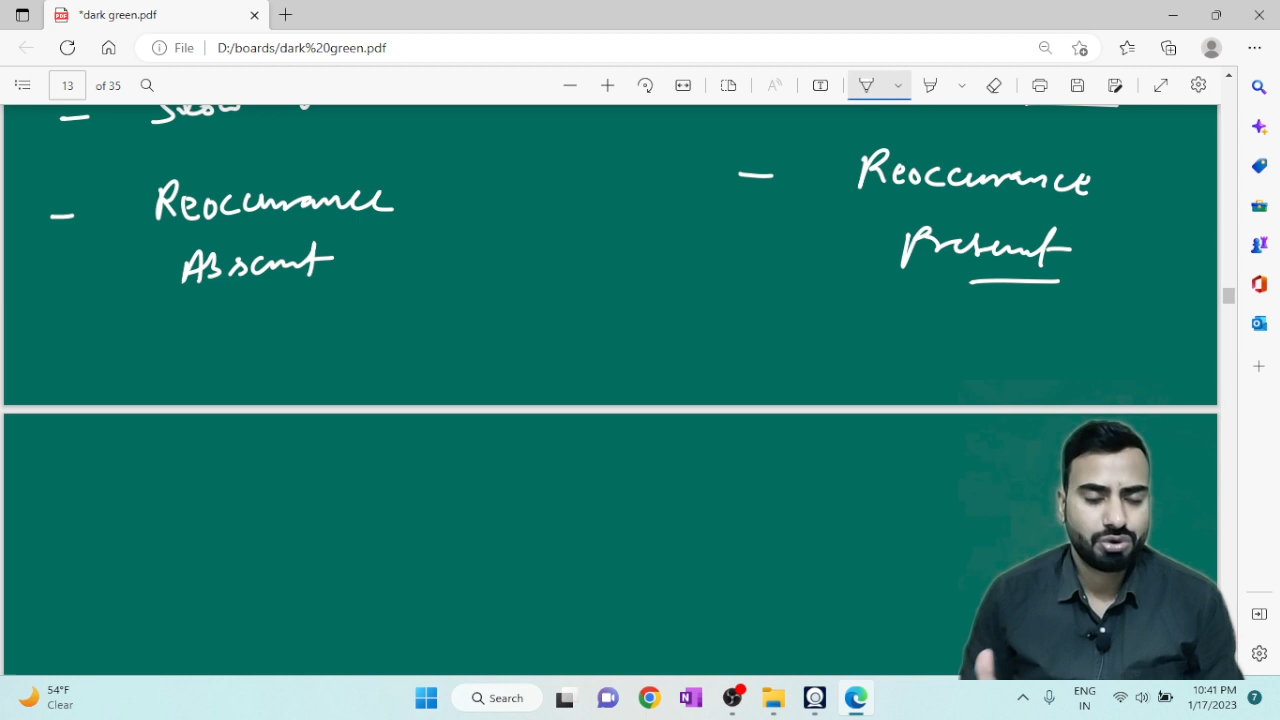 *dark green.pdf
File
D:/boards/dark%20green.pdf
13
of 35
- Reoccurance
Absent
- Reoccurance
Present
54°F
Clear
Search
ENG
IN
10:41 PM
1/17/2023
7